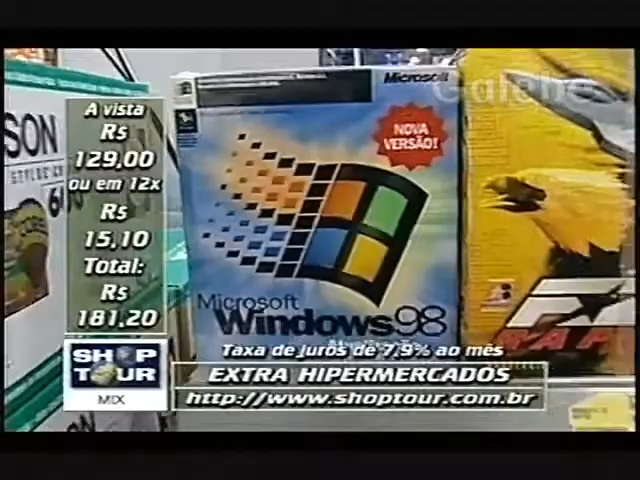 Microsoft
NOVA
VERSÃO!
SON
A vista
R$
129,00
ou em 12x
R$
15,10
Total:
R$
181,20
Microsoft
Windows98
Taxa de juros de 7,9% ao mês
SHOP
TOUR
MIX
EXTRA HIPERMERCADOS
http://www.shoptour.com.br